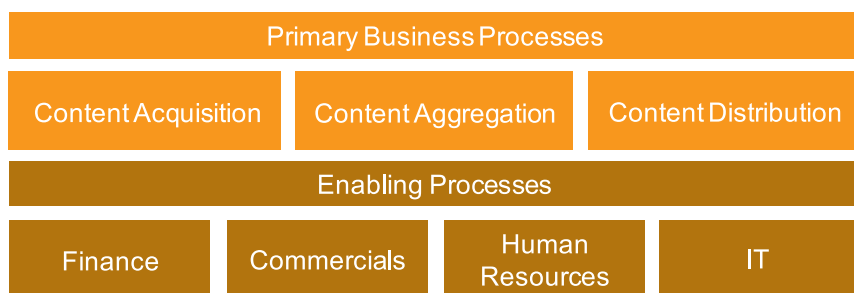 Primary Business Processes
Content Acquisition
Content Aggregation
Content Distribution
Enabling Processes
Finance
Commercials
Human
Resources
IT